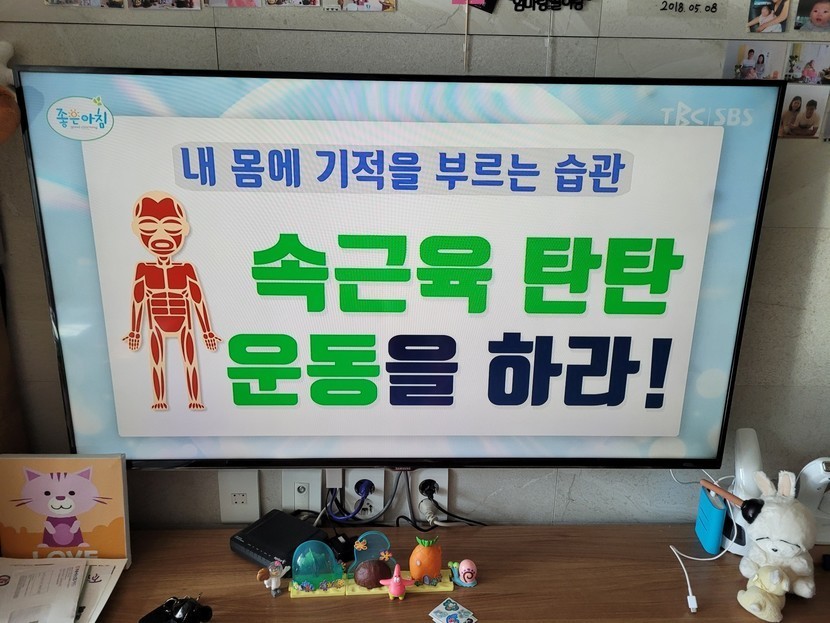 2018.05.08
좋은아침
TBC SBS
내 몸에 기적을 부르는 습관
속근육 탄탄
운동을 하라!
LOVE